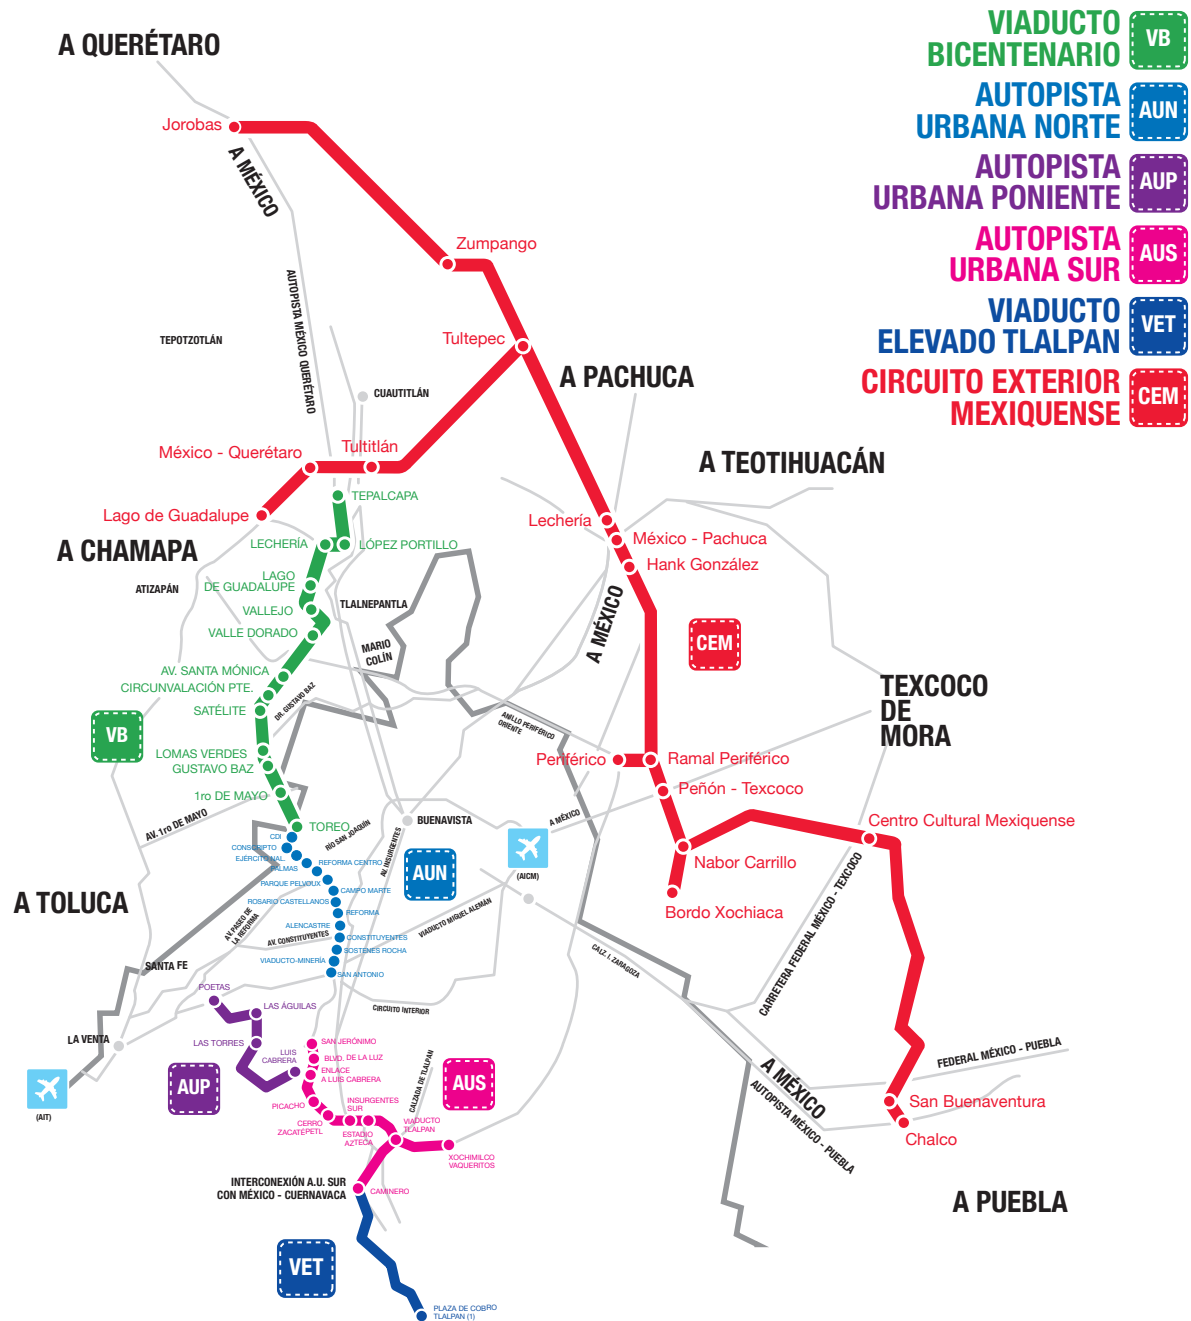 A QUERÉTARO
VIADUCTO
BICENTENARIO
VB
AUTOPISTA
URBANA NORTE
AUN
AUTOPISTA
URBANA PONIENTE
AUP
AUTOPISTA
URBANA SUR
AUS
VIADUCTO
ELEVADO TLALPAN
VET
CIRCUITO EXTERIOR
MEXIQUENSE
CEM
Jorobas
A MÉXICO
Zumpango
AUTOPISTA MÉXICO QUERÉTARO
TEPOTZOTLÁN
Tultepec
A PACHUCA
CUAUTITLÁN
México - Querétaro
Tultitlán
A TEOTIHUACÁN
TEPALCAPA
Lago de Guadalupe
Lechería
A CHAMAPA
LECHERÍA
LÓPEZ PORTILLO
México - Pachuca
Hank González
ATIZAPÁN
LAGO
DE GUADALUPE
TLALNEPANTLA
VALLEJO
VALLE DORADO
MARIO
COLÍN
A MÉXICO
CEM
AV. SANTA MÓNICA
CIRCUNVALACIÓN PTE.
SATÉLITE
DR. GUSTAVO BAZ
TEXCOCO
DE
MORA
VB
ANILLO PERIFÉRICO
ORIENTE
LOMAS VERDES
GUSTAVO BAZ
Periférico
Ramal Periférico
1ro DE MAYO
Peñón - Texcoco
AV. 1ro DE MAYO
TOREO
RÍO SAN JOAQUÍN
BUENAVISTA
A MÉXICO
Centro Cultural Mexiquense
CDI
CONSCRIPTO
EJÉRCITO NAL.
PALMAS
REFORMA CENTRO
AV. INSURGENTES
AUN
(AICM)
Nabor Carrillo
PARQUE PELVOUX
CAMPO MARTE
ROSARIO CASTELLANOS
Bordo Xochiaca
A TOLUCA
REFORMA
AV. PASEO DE
LA REFORMA
ALENCASTRE
AV. CONSTITUYENTES
CONSTITUYENTES
VIADUCTO MIGUEL ALEMÁN
SOSTENES ROCHA
VIADUCTO-MINERÍA
SAN ANTONIO
CALZ. I. ZARAGOZA
CARRETERA FEDERAL MÉXICO - TEXCOCO
SANTA FE
POETAS
LAS ÁGUILAS
CIRCUITO INTERIOR
LA VENTA
LAS TORRES
LUIS
CABRERA
SAN JERÓNIMO
BLVD. DE LA LUZ
ENLACE
A LUIS CABRERA
CALZADA DE TLALPAN
FEDERAL MÉXICO - PUEBLA
A MÉXICO
AUTOPISTA MÉXICO - PUEBLA
AUP
AUS
(AIT)
PICACHO
CERRO
ZACATÉPETL
INSURGENTES
SUR
ESTADIO
AZTECA
VIADUCTO
TLALPAN
San Buenaventura
Chalco
XOCHIMILCO
VAQUERITOS
INTERCONEXIÓN A.U. SUR
CON MÉXICO - CUERNAVACA
CAMINERO
A PUEBLA
VET
PLAZA DE COBRO
TLALPAN (1)